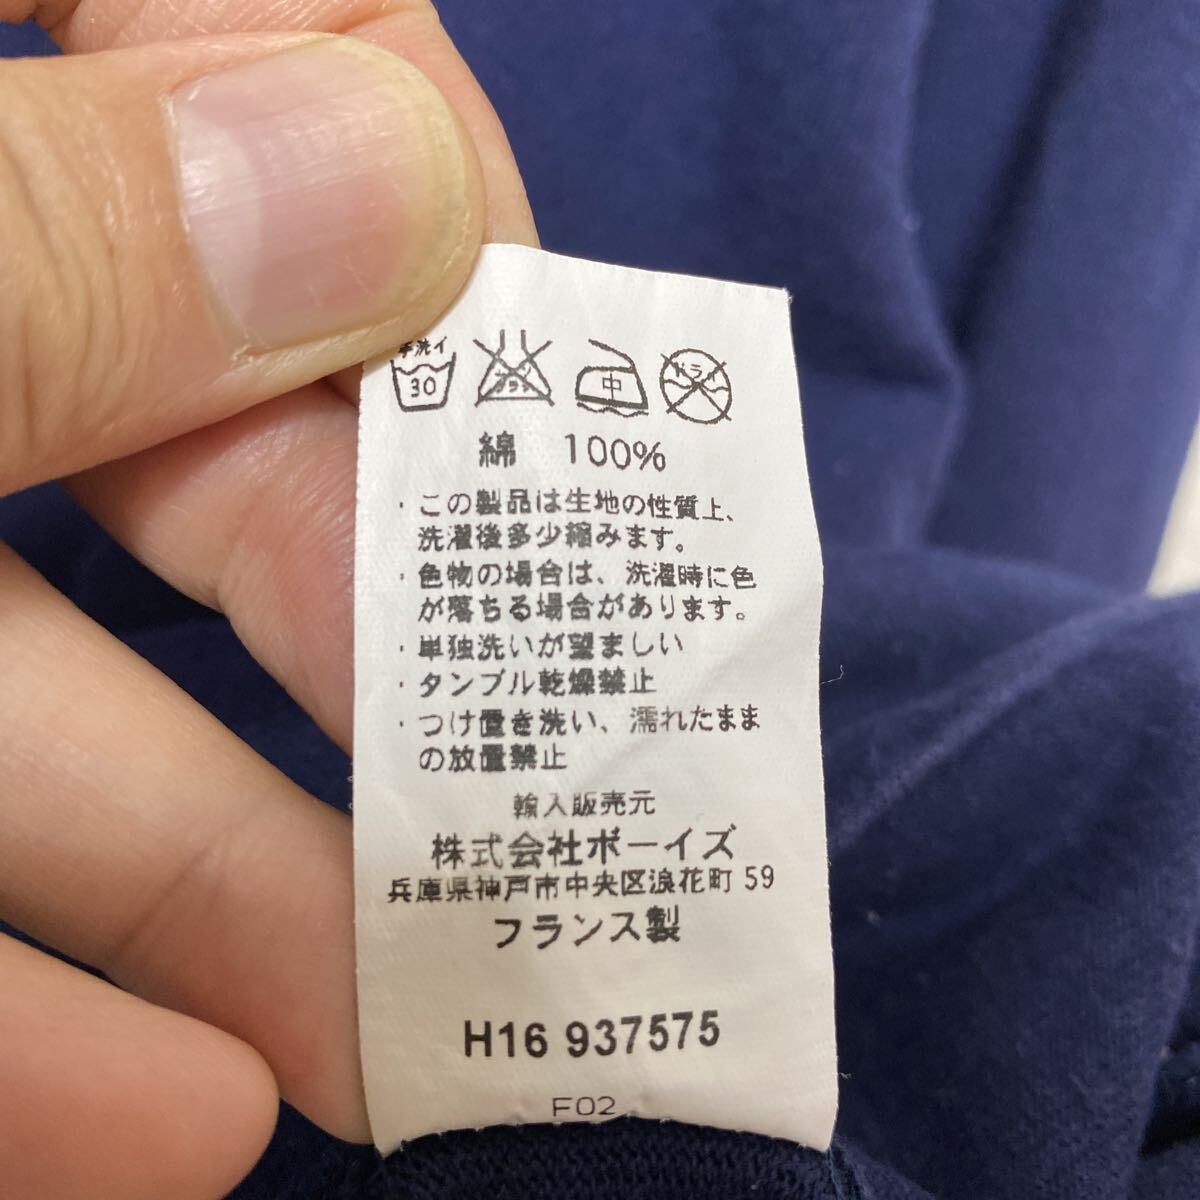 手洗イ
30
中
ドライ
綿 100%
・この製品は生地の性質上、
洗濯後多少縮みます。
・色物の場合は、洗濯時に色
が落ちる場合があります。
・単独洗いが望ましい
・タンブル乾燥禁止
・つけ置き洗い、濡れたまま
の放置禁止
輸入販売元
株式会社ボーイズ
兵庫県神戸市中央区浪花町 59
フランス製
H16 937575
F02